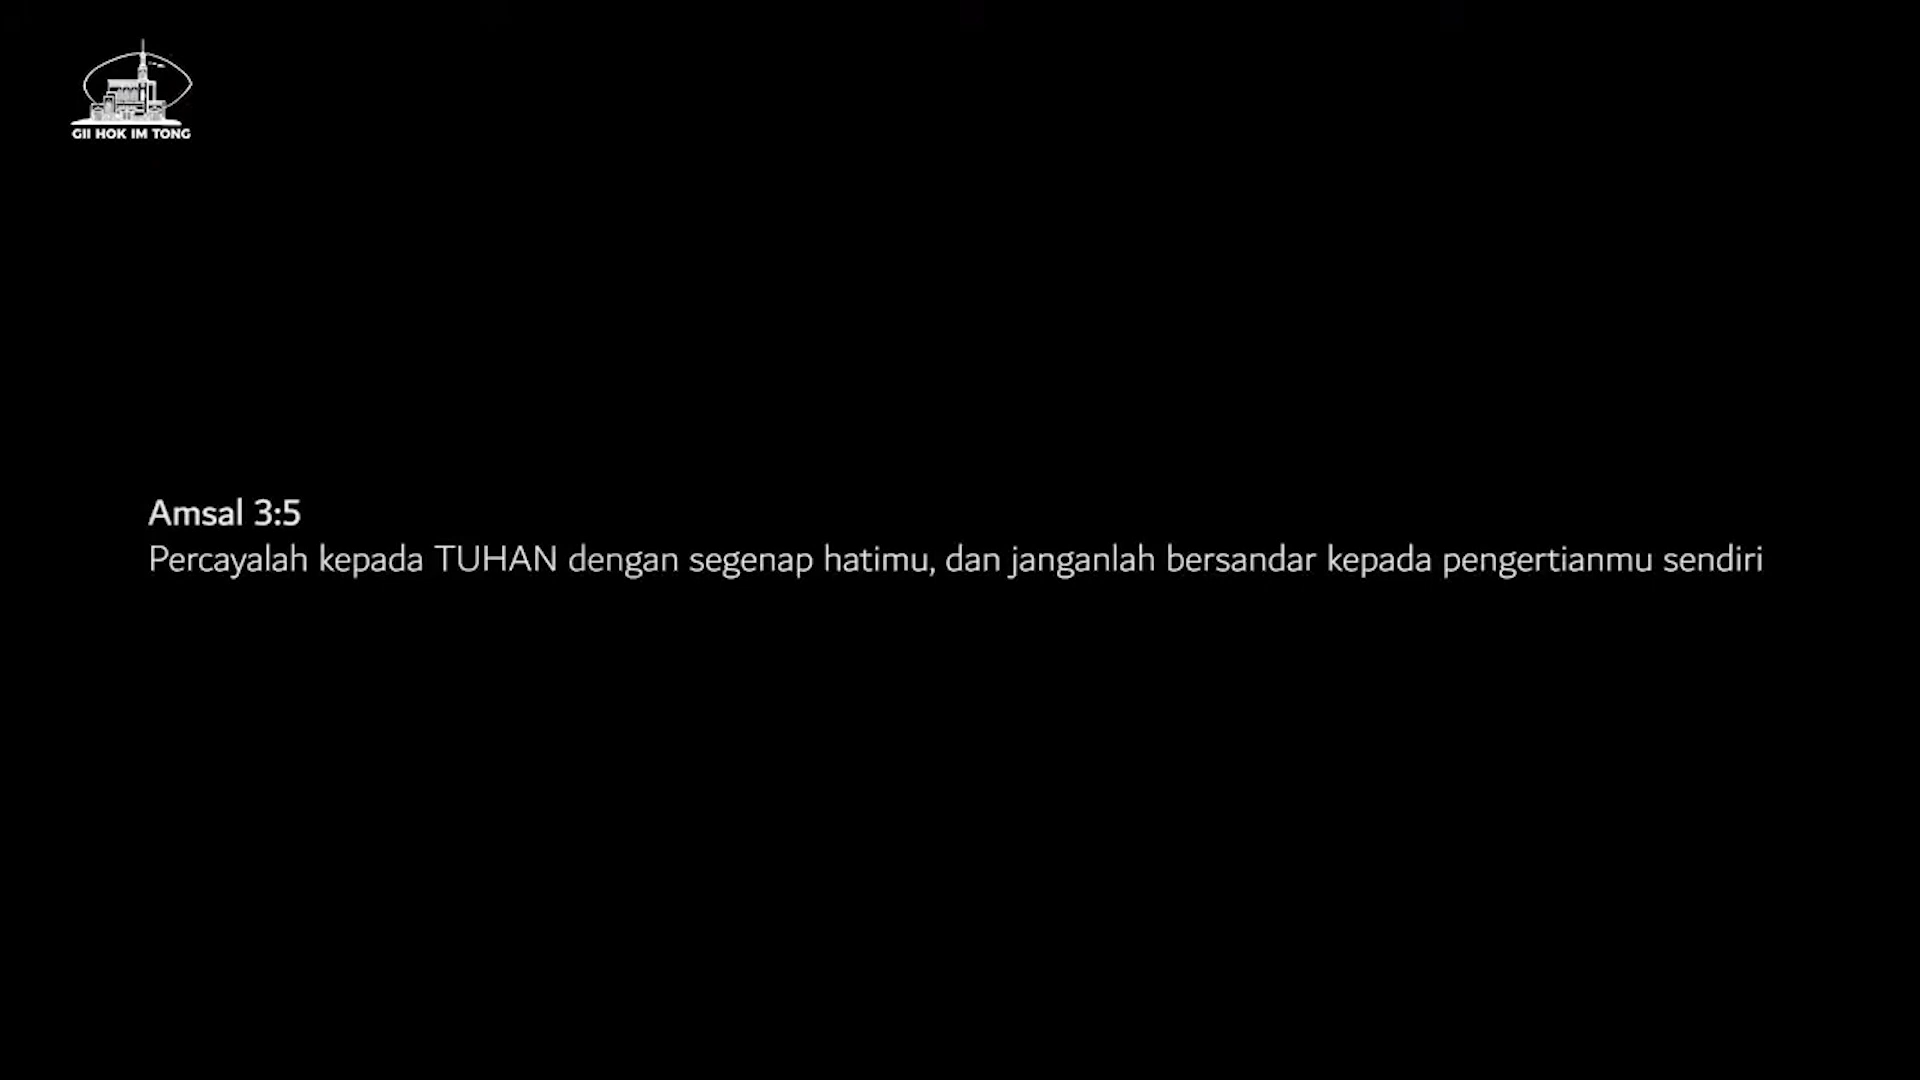 GII HOK IM TONG
Amsal 3:5
Percayalah kepada TUHAN dengan segenap hatimu, dan janganlah bersandar kepada pengertianmu sendiri